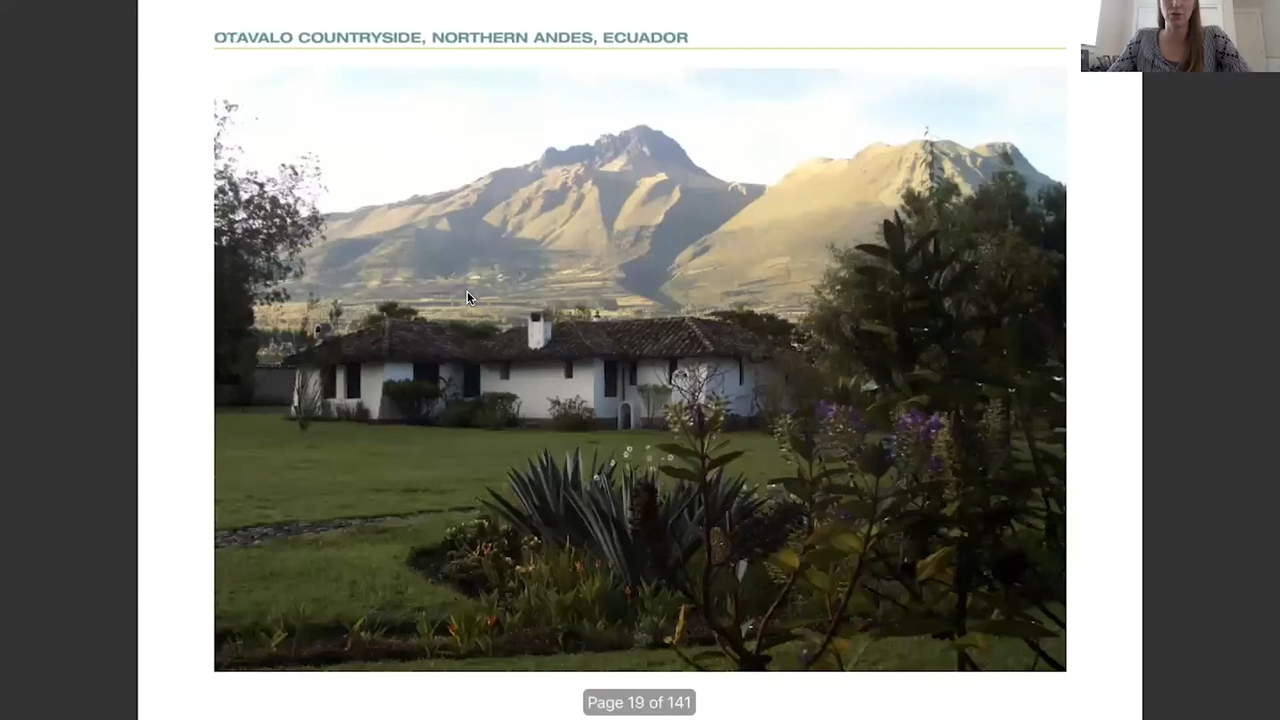 OTAVALO COUNTRYSIDE, NORTHERN ANDES, ECUADOR
Page 19 of 141